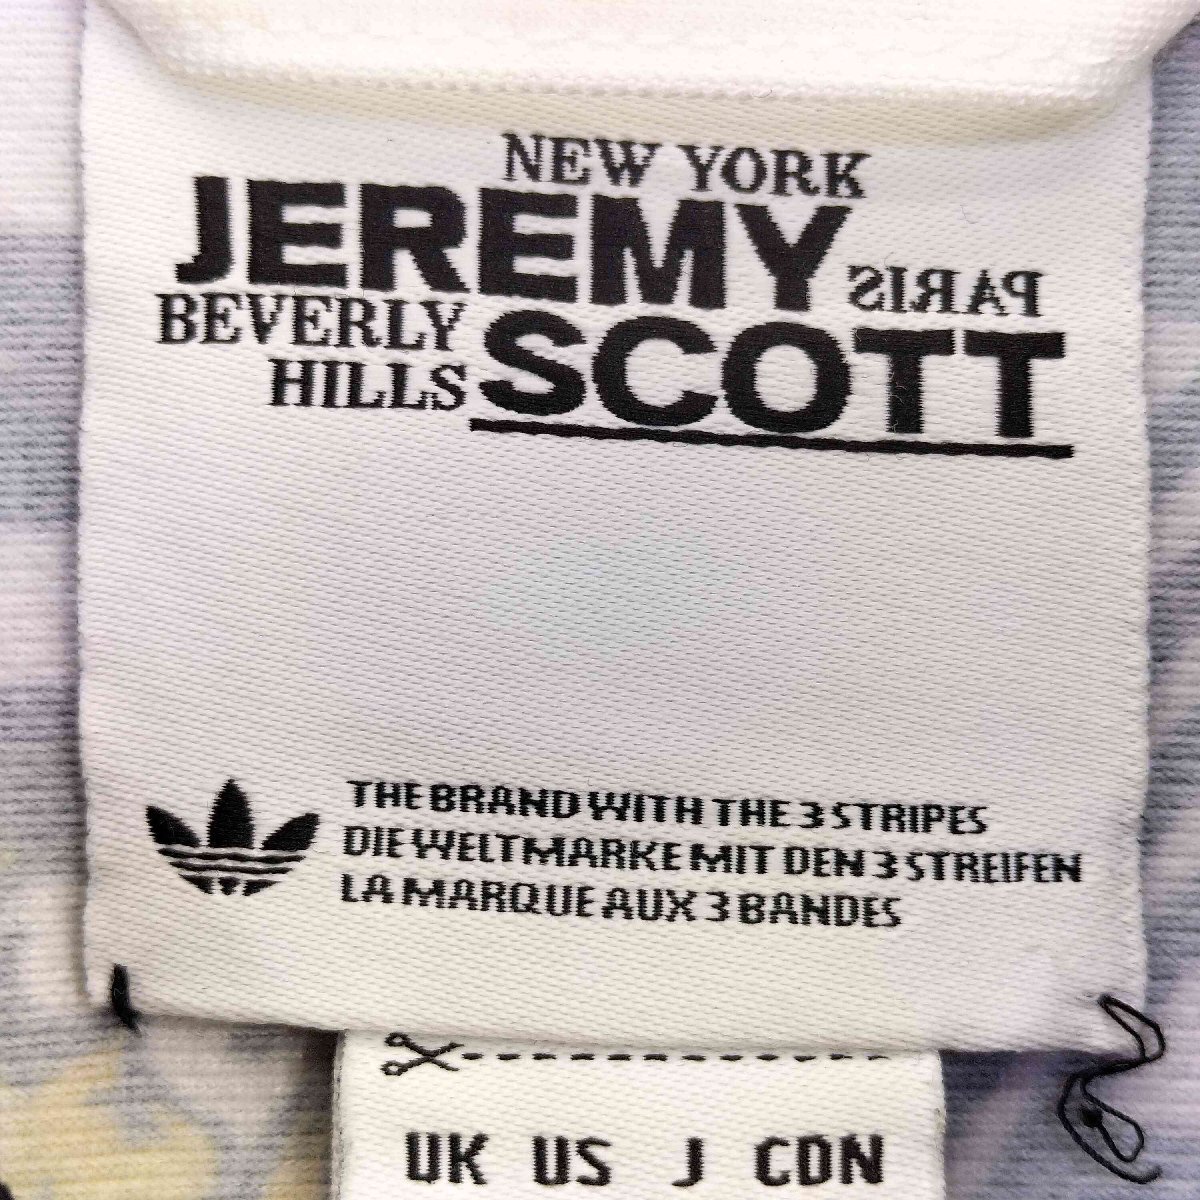 NEW YORK
JEREMY
PARIS
BEVERLY
HILLS
SCOTT
THE BRAND WITH THE 3 STRIPES
DIE WELTMARKE MIT DEN 3 STREIFEN
LA MARQUE AUX 3 BANDES
UK US J CDN